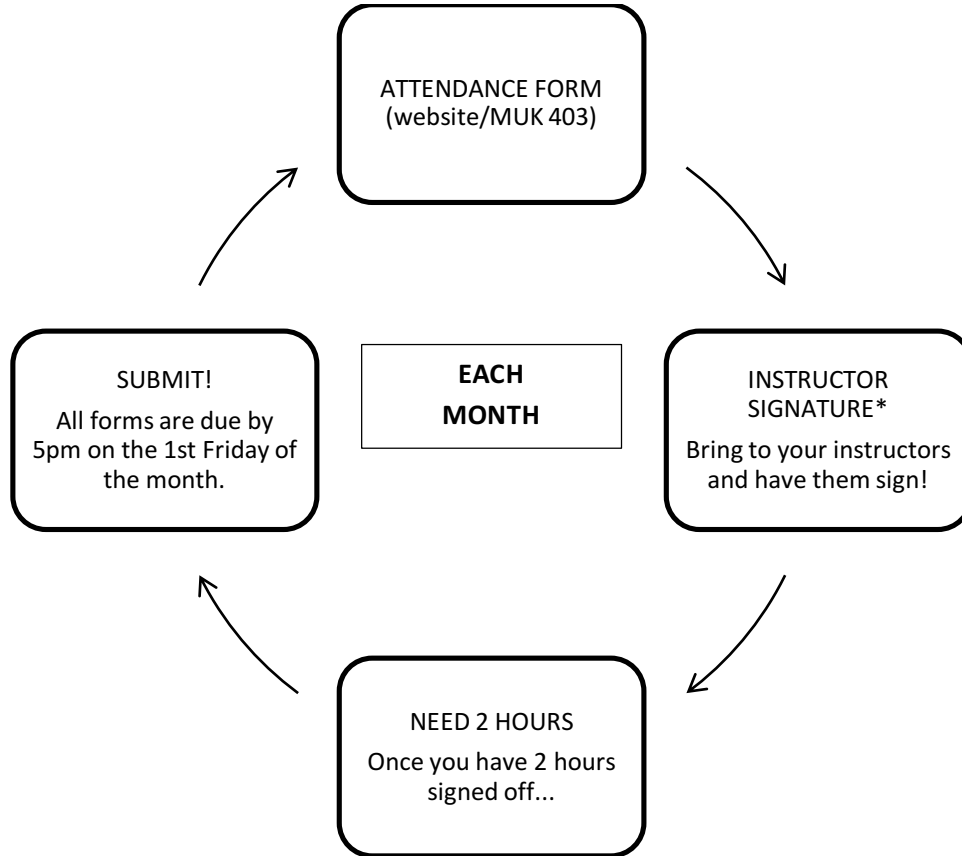 ATTENDANCE FORM
(website/MUK 403)
SUBMIT!
All forms are due by
5pm on the 1st Friday of
the month.
EACH
MONTH
INSTRUCTOR
SIGNATURE*
Bring to your instructors
and have them sign!
NEED 2 HOURS
Once you have 2 hours
signed off...